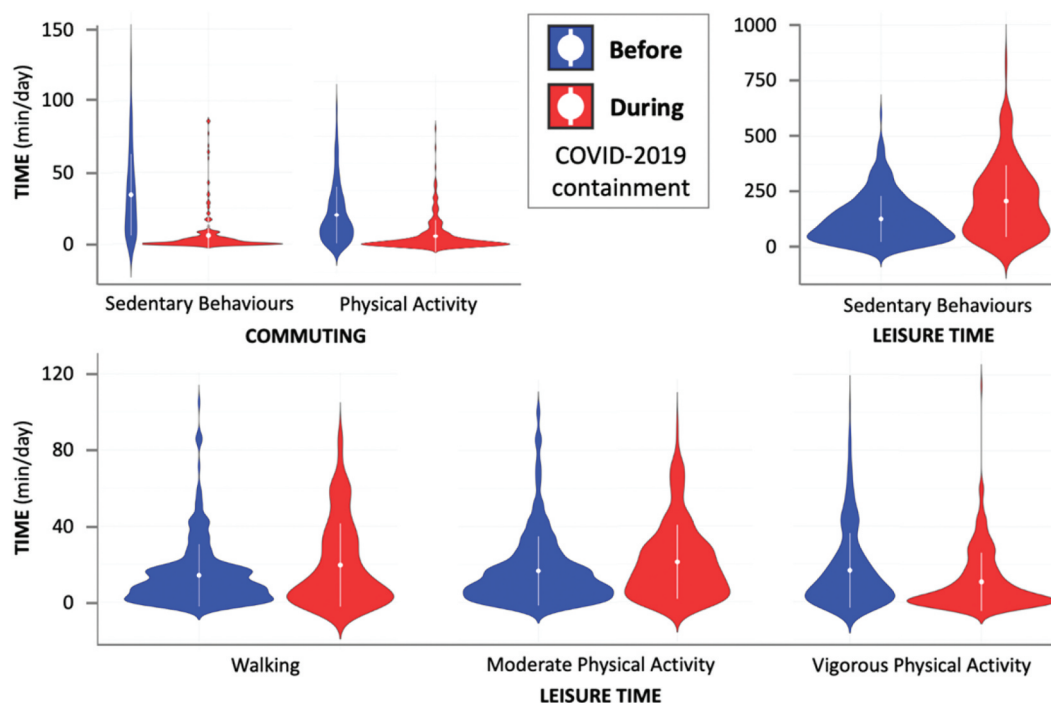 150
100
50
0
TIME (min/day)
Sedentary Behaviours
Physical Activity
COMMUTING
Before
During
COVID-2019
containment
1000
750
500
250
0
Sedentary Behaviours
LEISURE TIME
120
80
40
0
TIME (min/day)
Walking
Moderate Physical Activity
Vigorous Physical Activity
LEISURE TIME